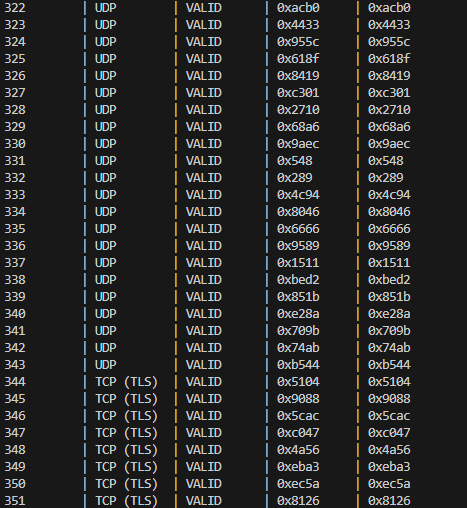 322 | UDP | VALID | 0xacb0 | 0xacb0
323 | UDP | VALID | 0x4433 | 0x4433
324 | UDP | VALID | 0x955c | 0x955c
325 | UDP | VALID | 0x618f | 0x618f
326 | UDP | VALID | 0x8419 | 0x8419
327 | UDP | VALID | 0xc301 | 0xc301
328 | UDP | VALID | 0x2710 | 0x2710
329 | UDP | VALID | 0x68a6 | 0x68a6
330 | UDP | VALID | 0x9aec | 0x9aec
331 | UDP | VALID | 0x548 | 0x548
332 | UDP | VALID | 0x289 | 0x289
333 | UDP | VALID | 0x4c94 | 0x4c94
334 | UDP | VALID | 0x8046 | 0x8046
335 | UDP | VALID | 0x6666 | 0x6666
336 | UDP | VALID | 0x9589 | 0x9589
337 | UDP | VALID | 0x1511 | 0x1511
338 | UDP | VALID | 0xbed2 | 0xbed2
339 | UDP | VALID | 0x851b | 0x851b
340 | UDP | VALID | 0xe28a | 0xe28a
341 | UDP | VALID | 0x709b | 0x709b
342 | UDP | VALID | 0x74ab | 0x74ab
343 | UDP | VALID | 0xb544 | 0xb544
344 | TCP (TLS) | VALID | 0x5104 | 0x5104
345 | TCP (TLS) | VALID | 0x9088 | 0x9088
346 | TCP (TLS) | VALID | 0x5cac | 0x5cac
347 | TCP (TLS) | VALID | 0xc047 | 0xc047
348 | TCP (TLS) | VALID | 0x4a56 | 0x4a56
349 | TCP (TLS) | VALID | 0xeba3 | 0xeba3
350 | TCP (TLS) | VALID | 0xec5a | 0xec5a
351 | TCP (TLS) | VALID | 0x8126 | 0x8126